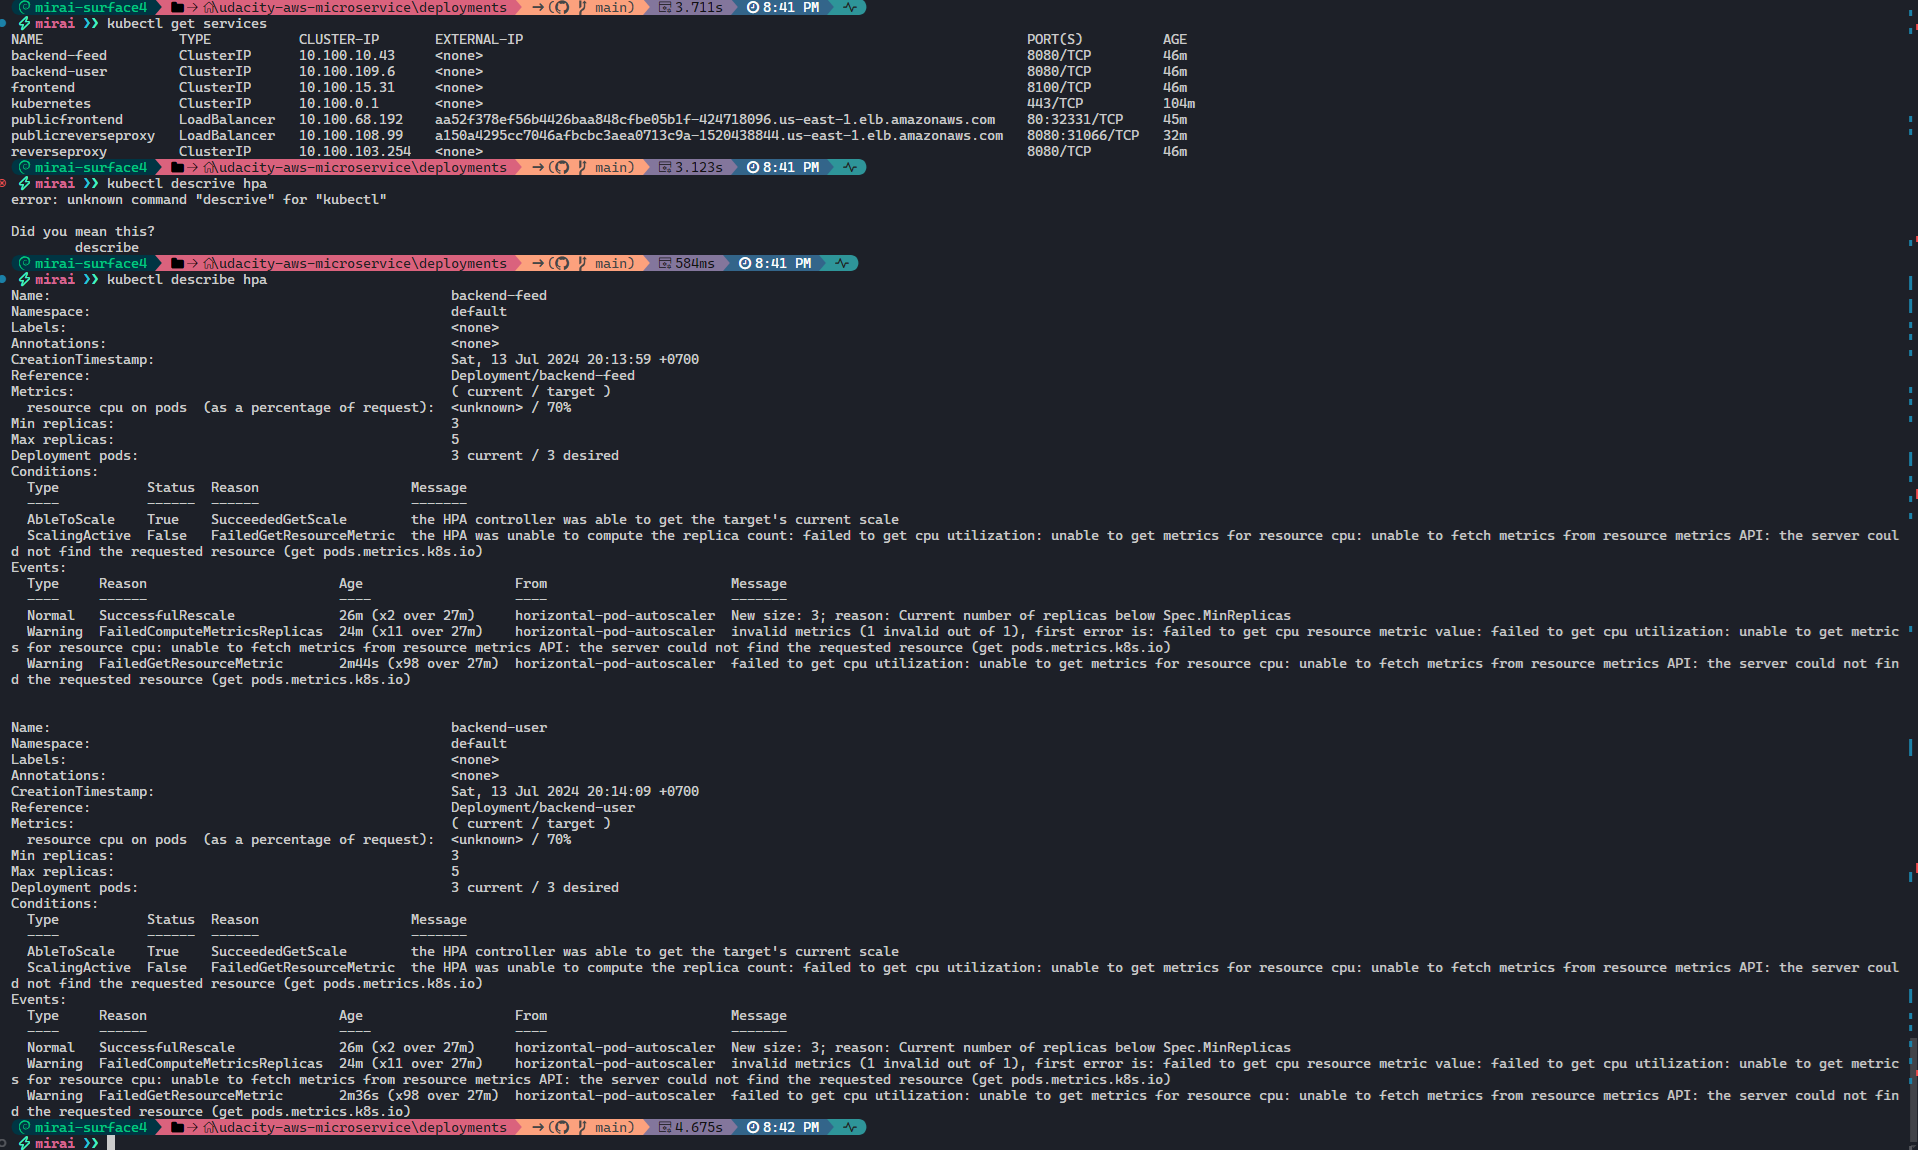 mirai-surface4 → \udacity-aws-microservice\deployments → ( main) 3.711s 8:41 PM
mirai ❯❯ kubectl get services
NAME TYPE CLUSTER-IP EXTERNAL-IP PORT(S) AGE
backend-feed ClusterIP 10.100.10.43 <none> 8080/TCP 46m
backend-user ClusterIP 10.100.109.6 <none> 8080/TCP 46m
frontend ClusterIP 10.100.15.31 <none> 8100/TCP 46m
kubernetes ClusterIP 10.100.0.1 <none> 443/TCP 104m
publicfrontend LoadBalancer 10.100.68.192 aa52f378ef56b4426baa848cfbe05b1f-424718096.us-east-1.elb.amazonaws.com 80:32331/TCP 45m
publicreverseproxy LoadBalancer 10.100.108.99 a150a4295cc7046afbcbc3aea0713c9a-1520438844.us-east-1.elb.amazonaws.com 8080:31066/TCP 32m
reverseproxy ClusterIP 10.100.103.254 <none> 8080/TCP 46m
mirai-surface4 → \udacity-aws-microservice\deployments → ( main) 3.123s 8:41 PM
mirai ❯❯ kubectl descrive hpa
error: unknown command "descrive" for "kubectl"
Did you mean this?
describe
mirai-surface4 → \udacity-aws-microservice\deployments → ( main) 584ms 8:41 PM
mirai ❯❯ kubectl describe hpa
Name: backend-feed
Namespace: default
Labels: <none>
Annotations: <none>
CreationTimestamp: Sat, 13 Jul 2024 20:13:59 +0700
Reference: Deployment/backend-feed
Metrics: ( current / target )
resource cpu on pods (as a percentage of request): <unknown> / 70%
Min replicas: 3
Max replicas: 5
Deployment pods: 3 current / 3 desired
Conditions:
Type Status Reason Message
---- ------ ------ -------
AbleToScale True SucceededGetScale the HPA controller was able to get the target's current scale
ScalingActive False FailedGetResourceMetric the HPA was unable to compute the replica count: failed to get cpu utilization: unable to get metrics for resource cpu: unable to fetch metrics from resource metrics API: the server coul
d not find the requested resource (get pods.metrics.k8s.io)
Events:
Type Reason Age From Message
---- ------ ---- ---- -------
Normal SuccessfulRescale 26m (x2 over 27m) horizontal-pod-autoscaler New size: 3; reason: Current number of replicas below Spec.MinReplicas
Warning FailedComputeMetricsReplicas 24m (x11 over 27m) horizontal-pod-autoscaler invalid metrics (1 invalid out of 1), first error is: failed to get cpu resource metric value: failed to get cpu utilization: unable to get metric
s for resource cpu: unable to fetch metrics from resource metrics API: the server could not find the requested resource (get pods.metrics.k8s.io)
Warning FailedGetResourceMetric 2m44s (x98 over 27m) horizontal-pod-autoscaler failed to get cpu utilization: unable to get metrics for resource cpu: unable to fetch metrics from resource metrics API: the server could not fin
d the requested resource (get pods.metrics.k8s.io)
Name: backend-user
Namespace: default
Labels: <none>
Annotations: <none>
CreationTimestamp: Sat, 13 Jul 2024 20:14:09 +0700
Reference: Deployment/backend-user
Metrics: ( current / target )
resource cpu on pods (as a percentage of request): <unknown> / 70%
Min replicas: 3
Max replicas: 5
Deployment pods: 3 current / 3 desired
Conditions:
Type Status Reason Message
---- ------ ------ -------
AbleToScale True SucceededGetScale the HPA controller was able to get the target's current scale
ScalingActive False FailedGetResourceMetric the HPA was unable to compute the replica count: failed to get cpu utilization: unable to get metrics for resource cpu: unable to fetch metrics from resource metrics API: the server coul
d not find the requested resource (get pods.metrics.k8s.io)
Events:
Type Reason Age From Message
---- ------ ---- ---- -------
Normal SuccessfulRescale 26m (x2 over 27m) horizontal-pod-autoscaler New size: 3; reason: Current number of replicas below Spec.MinReplicas
Warning FailedComputeMetricsReplicas 24m (x11 over 27m) horizontal-pod-autoscaler invalid metrics (1 invalid out of 1), first error is: failed to get cpu resource metric value: failed to get cpu utilization: unable to get metric
s for resource cpu: unable to fetch metrics from resource metrics API: the server could not find the requested resource (get pods.metrics.k8s.io)
Warning FailedGetResourceMetric 2m36s (x98 over 27m) horizontal-pod-autoscaler failed to get cpu utilization: unable to get metrics for resource cpu: unable to fetch metrics from resource metrics API: the server could not fin
d the requested resource (get pods.metrics.k8s.io)
mirai-surface4 → \udacity-aws-microservice\deployments → ( main) 4.675s 8:42 PM
mirai ❯❯